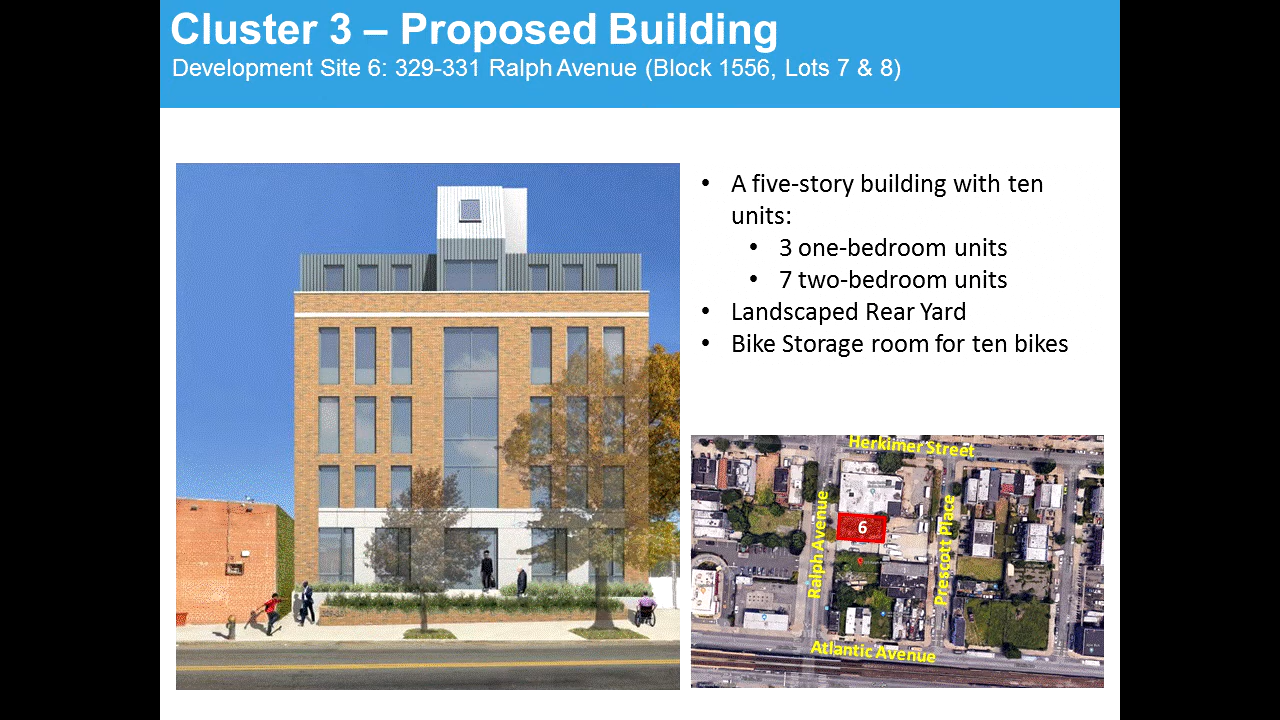 Cluster 3 – Proposed Building
Development Site 6: 329-331 Ralph Avenue (Block 1556, Lots 7 & 8)
• A five-story building with ten
units:
• 3 one-bedroom units
• 7 two-bedroom units
• Landscaped Rear Yard
• Bike Storage room for ten bikes
Herkimer Street
Ralph Avenue
6
Prescott Place
Atlantic Avenue